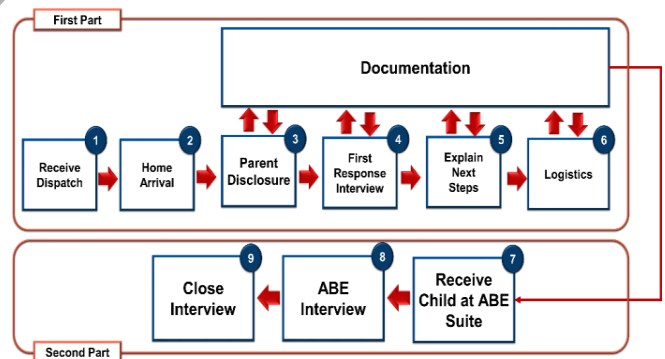 First Part
Documentation
1
Receive
Dispatch
2
Home
Arrival
3
Parent
Disclosure
4
First
Response
Interview
5
Explain
Next
Steps
6
Logistics
9
Close
Interview
8
ABE
Interview
7
Receive
Child at ABE
Suite
Second Part